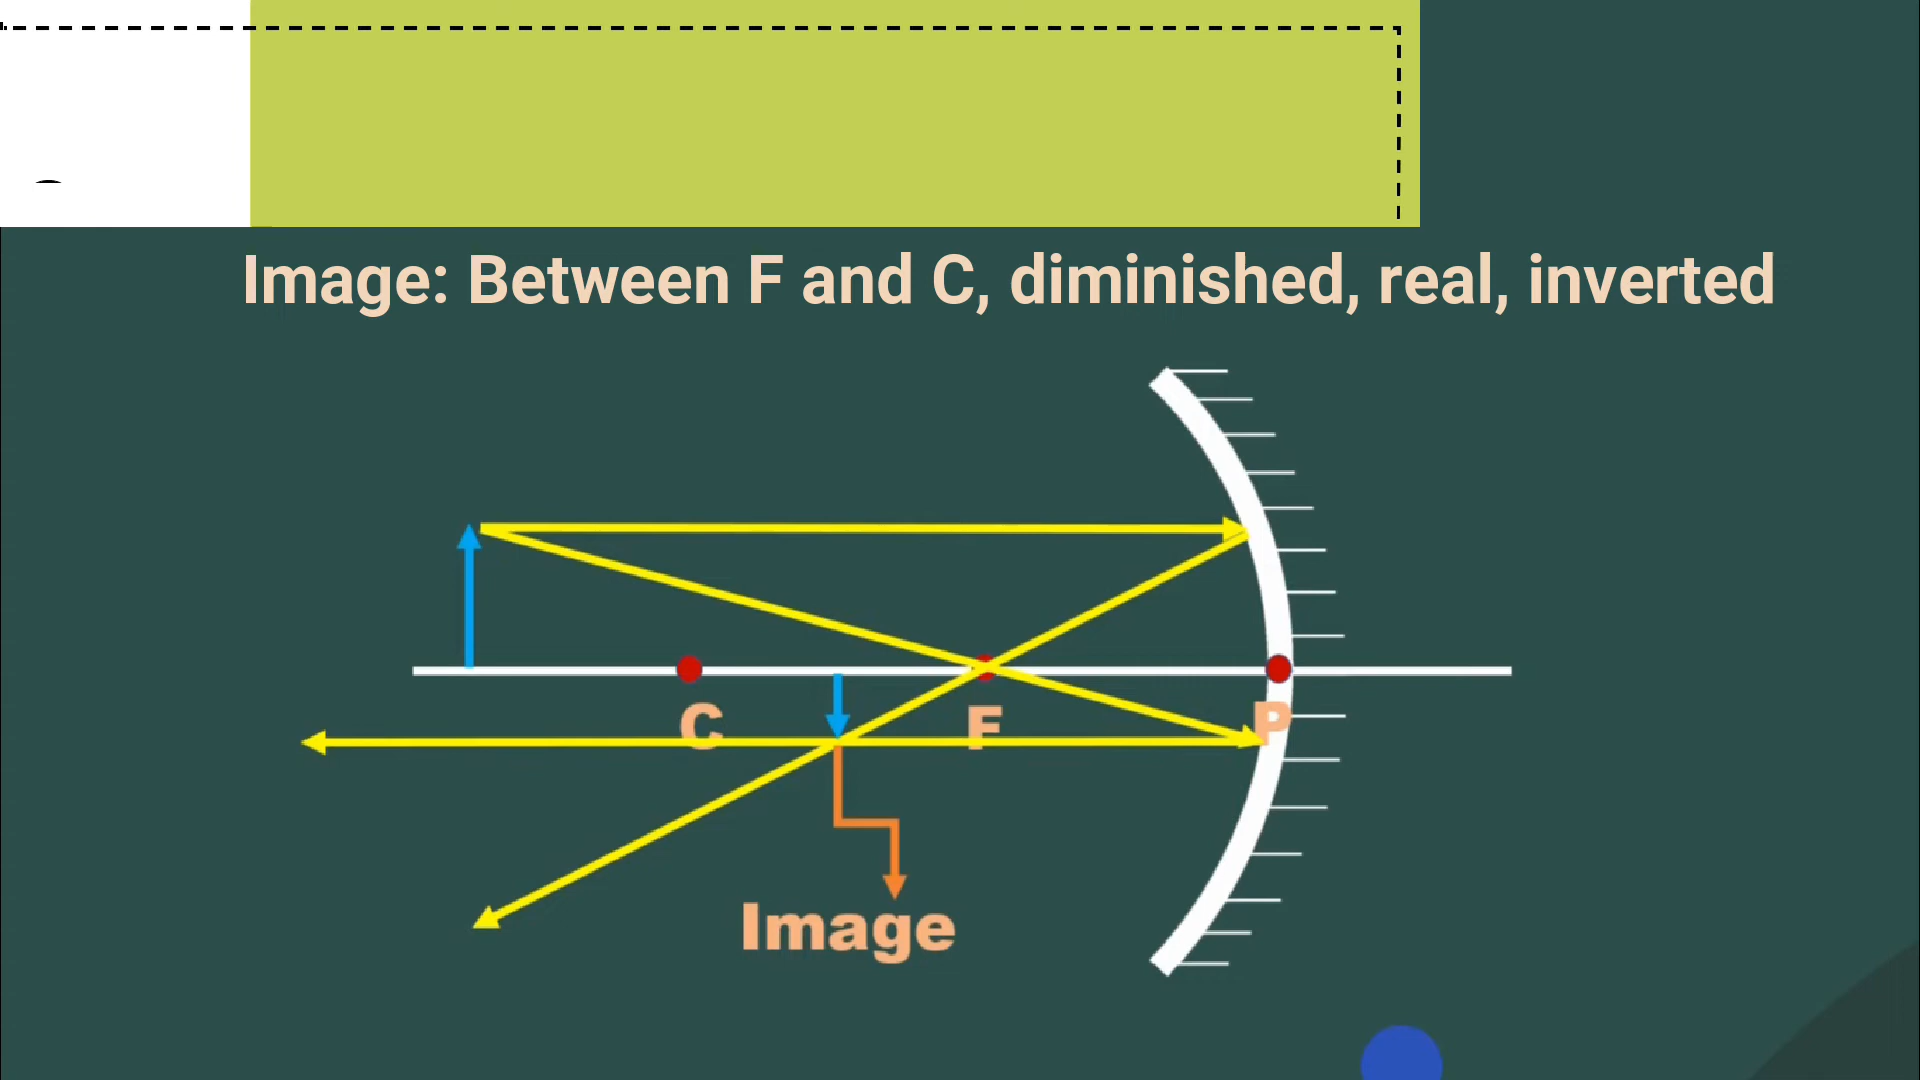 Image: Between F and C, diminished, real, inverted
C
F
P
Image